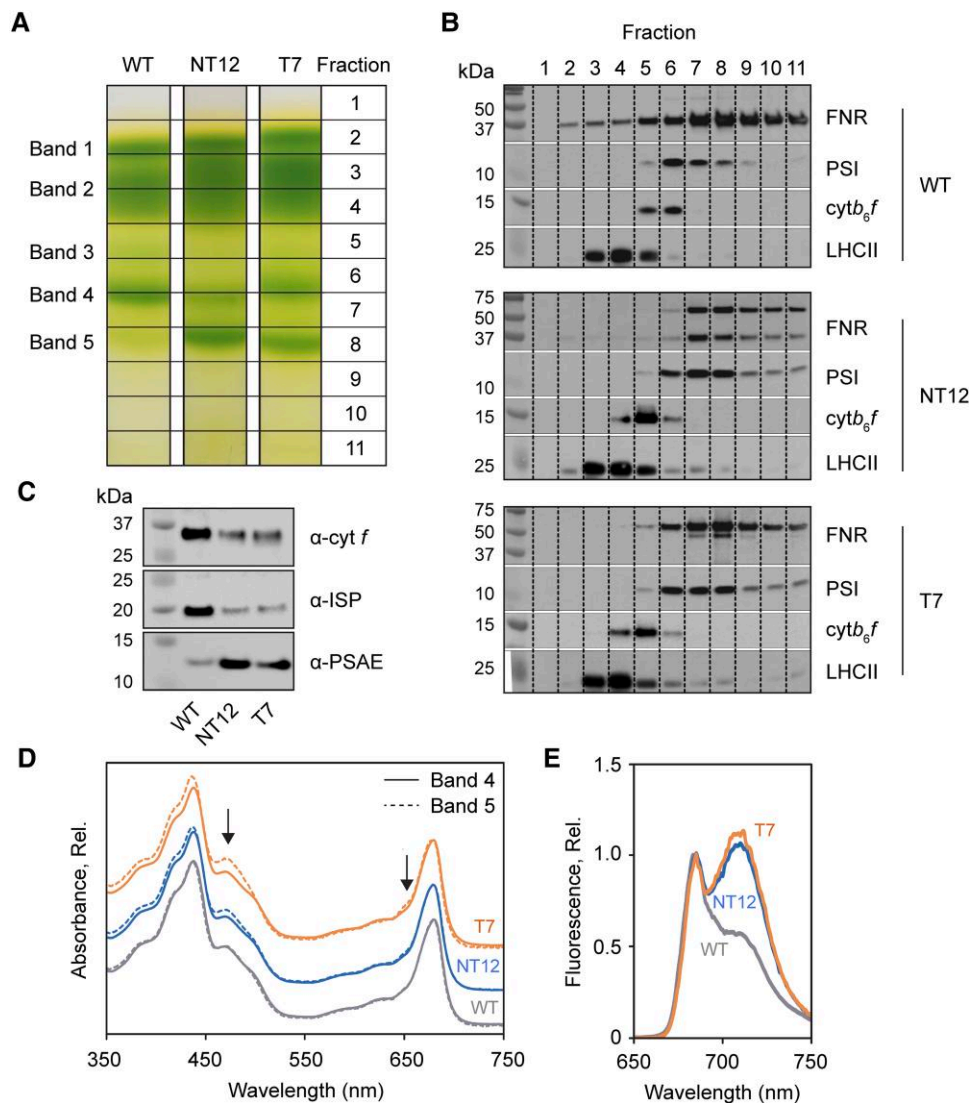 A
WT NT12 T7 Fraction
1
2
3
4
5
6
7
8
9
10
11
Band 1
Band 2
Band 3
Band 4
Band 5
B
Fraction
kDa 1 2 3 4 5 6 7 8 9 10 11
50
37
FNR
10
PSI
15
cytb₆f
25
LHCII
WT
75
50
37
FNR
10
PSI
15
cytb₆f
25
LHCII
NT12
75
50
37
FNR
10
PSI
15
cytb₆f
25
LHCII
T7
C
kDa
37
25
α-cyt f
25
20
α-ISP
15
10
α-PSAE
WT NT12 T7
D
Absorbance, Rel.
Band 4
Band 5
T7
NT12
WT
350 450 550 650 750
Wavelength (nm)
E
Fluorescence, Rel.
1.5
1.0
0.5
0
T7
NT12
WT
650 700 750
Wavelength (nm)